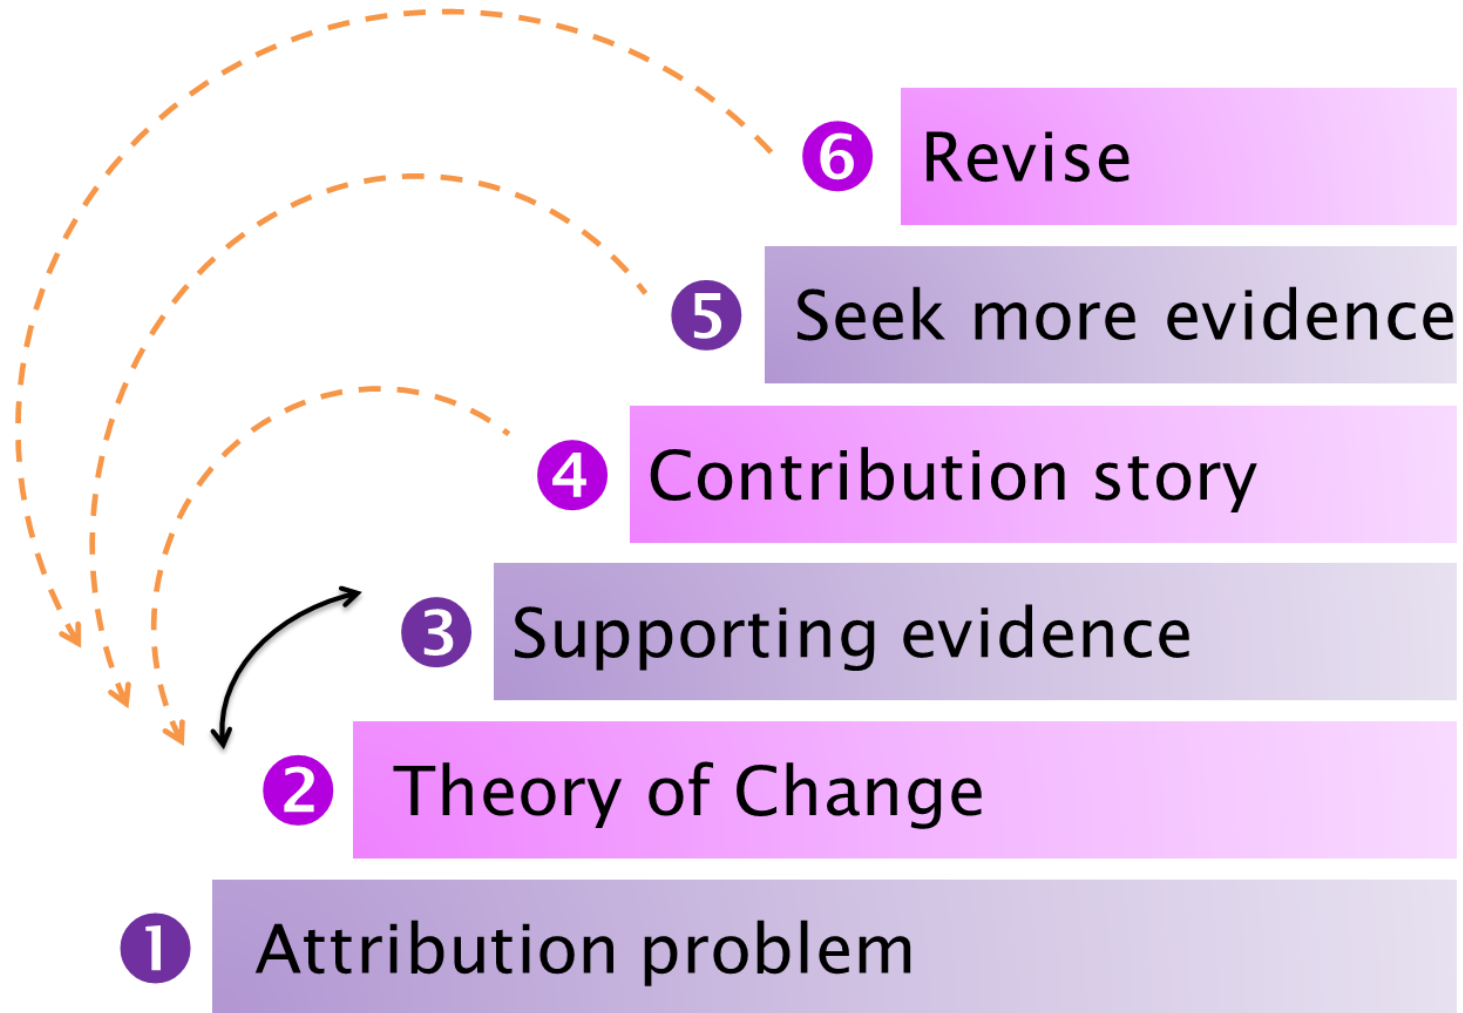 6 Revise
5 Seek more evidence
4 Contribution story
3 Supporting evidence
2 Theory of Change
1 Attribution problem